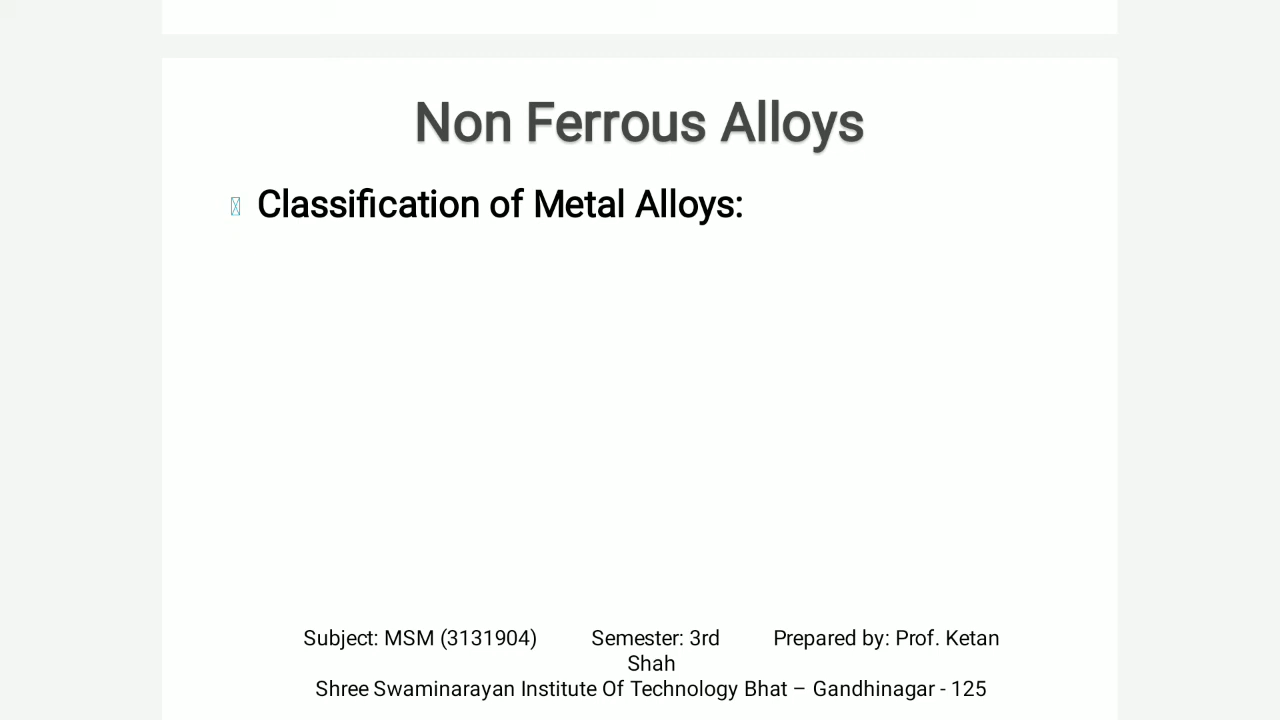 Non Ferrous Alloys
Classification of Metal Alloys:
Subject: MSM (3131904) Semester: 3rd Prepared by: Prof. Ketan
Shah
Shree Swaminarayan Institute Of Technology Bhat – Gandhinagar - 125